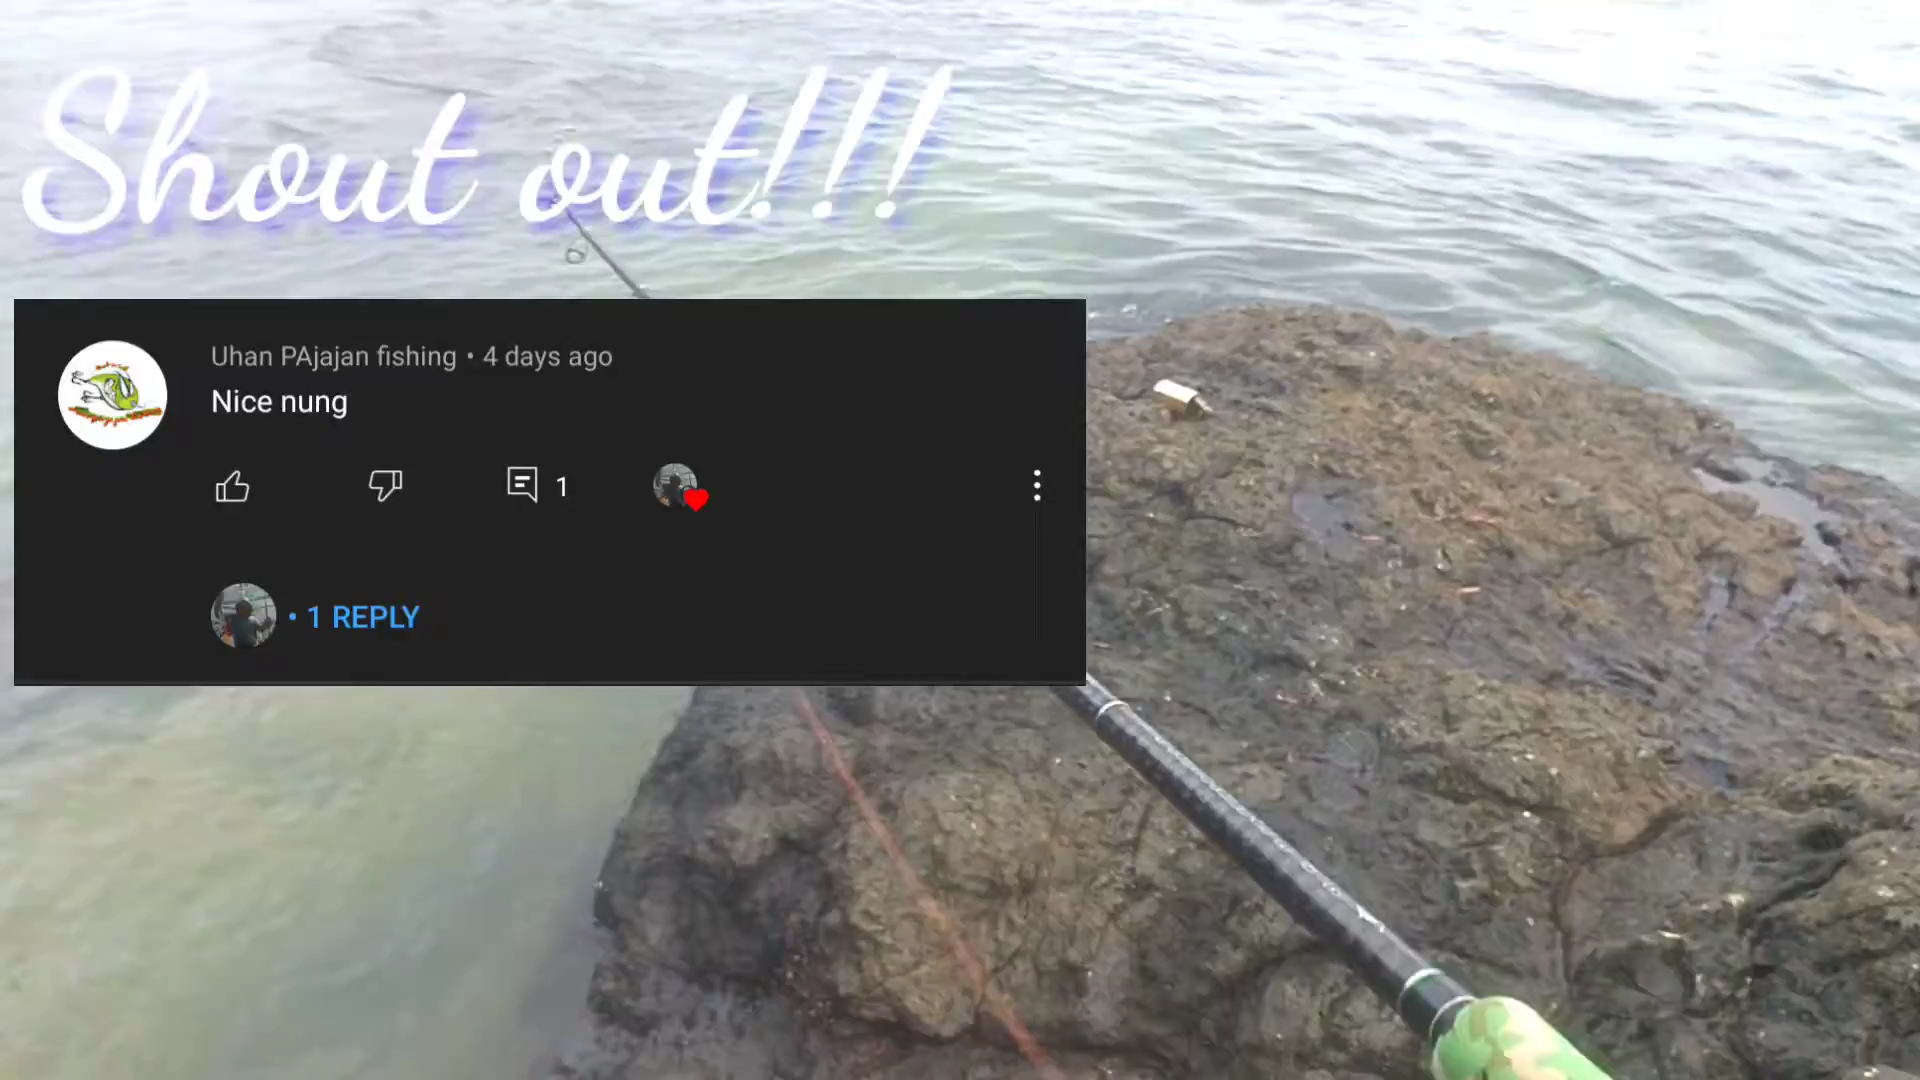 Shout out!!!
Uhan PAjajan fishing • 4 days ago
Nice nung
1
• 1 REPLY